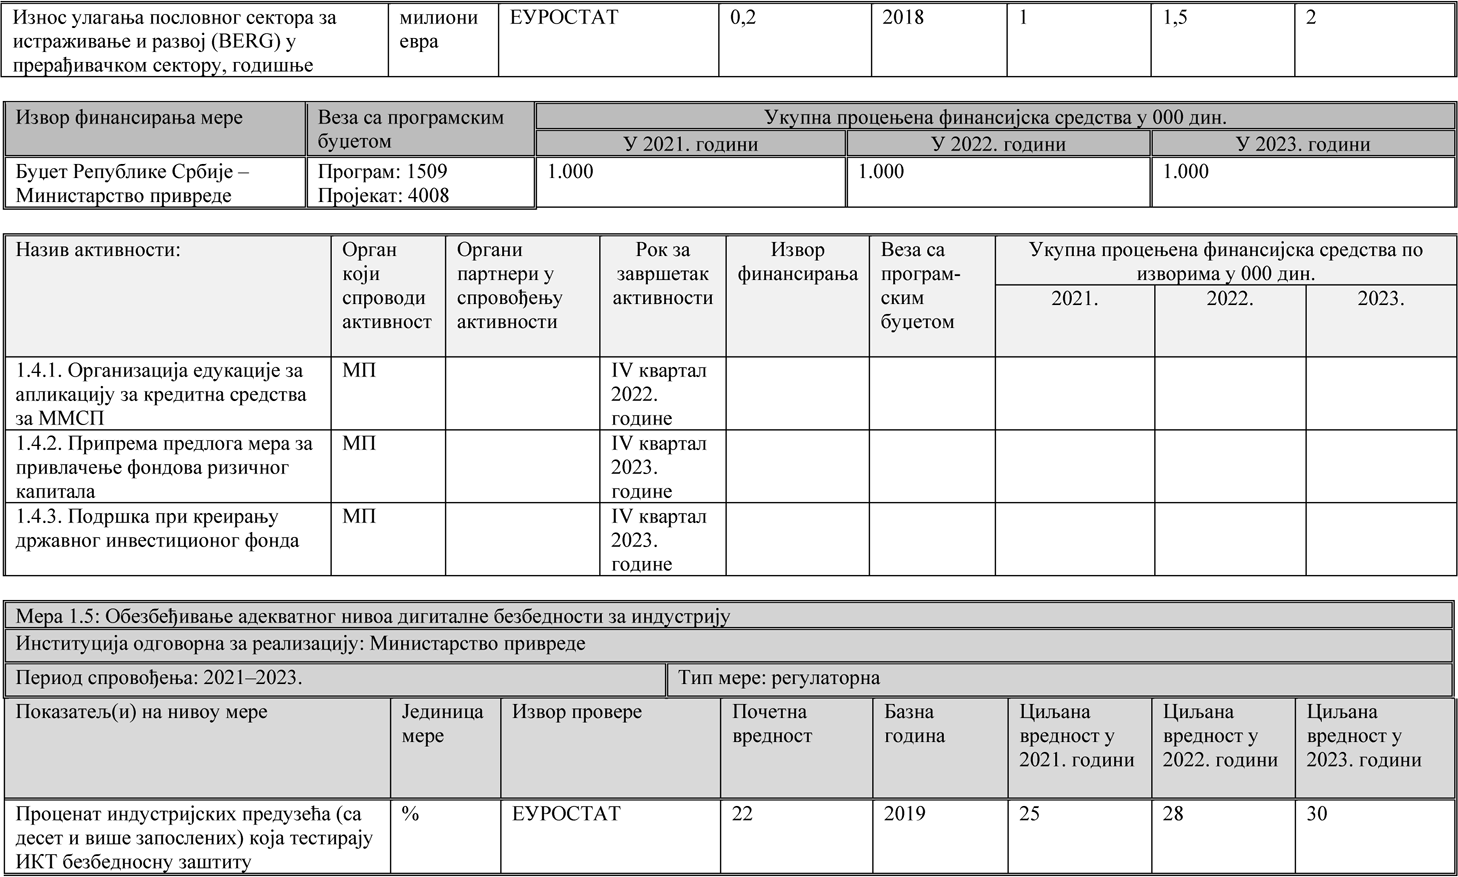 Износ улагања пословног сектора за
истраживање и развој (BERG) у
прерађивачком сектору, годишње
милиони
евра
ЕУРОСТАТ
0,2
2018
1
1,5
2
Извор финансирања мере
Веза са програмским
буџетом
Укупна процењена финансијска средства у 000 дин.
У 2021. години
У 2022. години
У 2023. години
Буџет Републике Србије –
Министарство привреде
Програм: 1509
Пројекат: 4008
1.000
1.000
1.000
Назив активности:
Орган
који
спроводи
активност
Органи
партнери у
спровођењу
активности
Рок за
завршетак
активности
Извор
финансирања
Веза са
програм-
ским
буџетом
Укупна процењена финансијска средства по
изворима у 000 дин.
2021.
2022.
2023.
1.4.1. Организација едукације за
апликацију за кредитна средства
за ММСП
МП
IV квартал
2022.
године
1.4.2. Припрема предлога мера за
привлачење фондова ризичног
капитала
МП
IV квартал
2023.
године
1.4.3. Подршка при креирању
државног инвестиционог фонда
МП
IV квартал
2023.
године
Мера 1.5: Обезбеђивање адекватног нивоа дигиталне безбедности за индустрију
Институција одговорна за реализацију: Министарство привреде
Период спровођења: 2021–2023.
Тип мере: регулаторна
Показатељ(и) на нивоу мере
Јединица
мере
Извор провере
Почетна
вредност
Базна
година
Циљана
вредност у
2021. години
Циљана
вредност у
2022. години
Циљана
вредност у
2023. години
Проценат индустријских предузећа (са
десет и више запослених) која тестирају
ИКТ безбедносну заштиту
%
ЕУРОСТАТ
22
2019
25
28
30